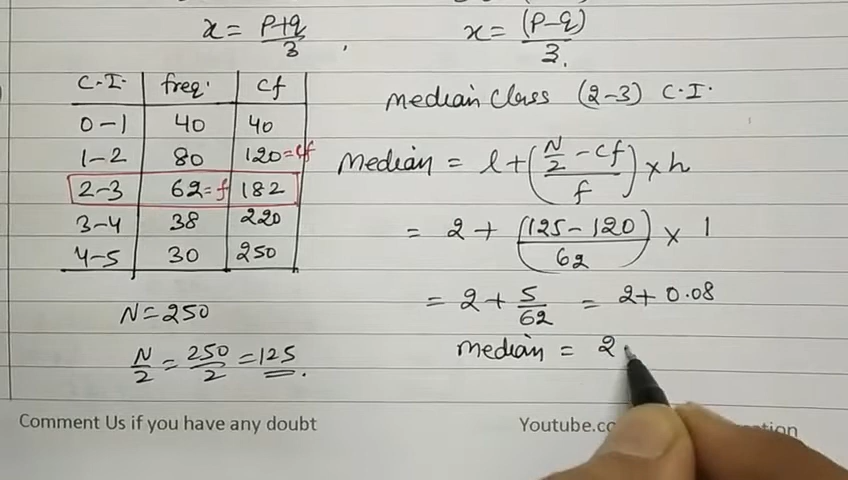 x = p+q/3 , x = (p-q)/3.
C.I. freq. cf
0-1 40 40
1-2 80 120=cf
2-3 62=f 182
3-4 38 220
4-5 30 250
N=250
N/2 = 250/2 = 125.
median class (2-3) C.I.
Median = l+(N/2 - cf/f) x h
= 2 + (125-120/62) x 1
= 2 + 5/62 = 2+ 0.08
median = 2.
Comment Us if you have any doubt
Youtube.co